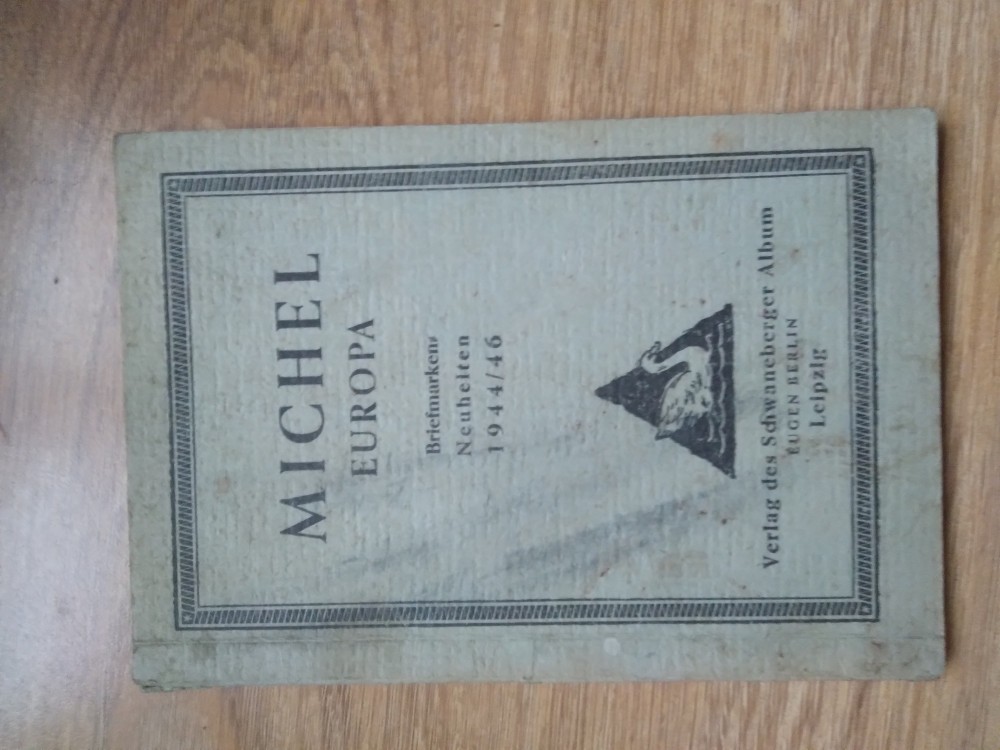 MICHEL
EUROPA
Briefmarken-
Neuheiten
1944/46
Verlag des Schwaneberger Album
EUGEN BERLIN
Leipzig